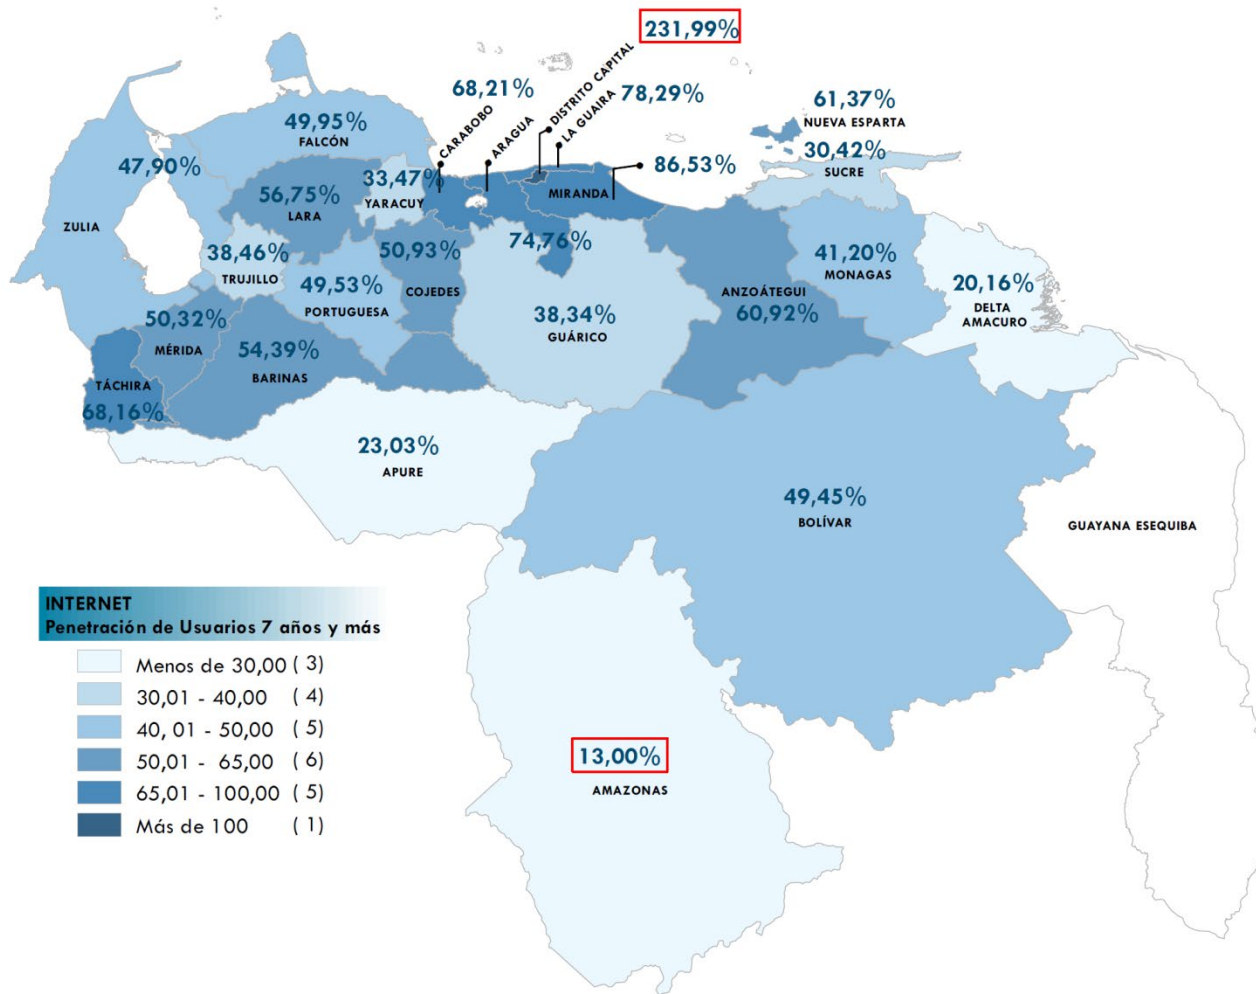 231,99%
DISTRITO CAPITAL
68,21%
CARABOBO
ARAGUA
LA GUAIRA
78,29%
61,37%
NUEVA ESPARTA
30,42%
SUCRE
49,95%
FALCÓN
47,90%
ZULIA
56,75%
LARA
33,47%
YARACUY
86,53%
MIRANDA
38,46%
TRUJILLO
49,53%
PORTUGUESA
50,93%
COJEDES
74,76%
38,34%
GUÁRICO
ANZOÁTEGUI
60,92%
41,20%
MONAGAS
20,16%
DELTA
AMACURO
50,32%
MÉRIDA
54,39%
BARINAS
TÁCHIRA
68,16%
23,03%
APURE
49,45%
BOLÍVAR
GUAYANA ESEQUIBA
13,00%
AMAZONAS
INTERNET
Penetración de Usuarios 7 años y más
Menos de 30,00 ( 3)
30,01 - 40,00 ( 4)
40, 01 - 50,00 ( 5)
50,01 - 65,00 ( 6)
65,01 - 100,00 ( 5)
Más de 100 ( 1)